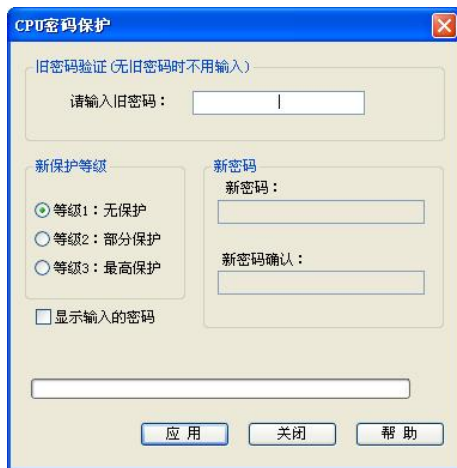 CPU密码保护
旧密码验证(无旧密码时不用输入)
请输入旧密码：
新保护等级
等级1：无保护
等级2：部分保护
等级3：最高保护
显示输入的密码
新密码
新密码：
新密码确认：
应 用
关闭
帮 助